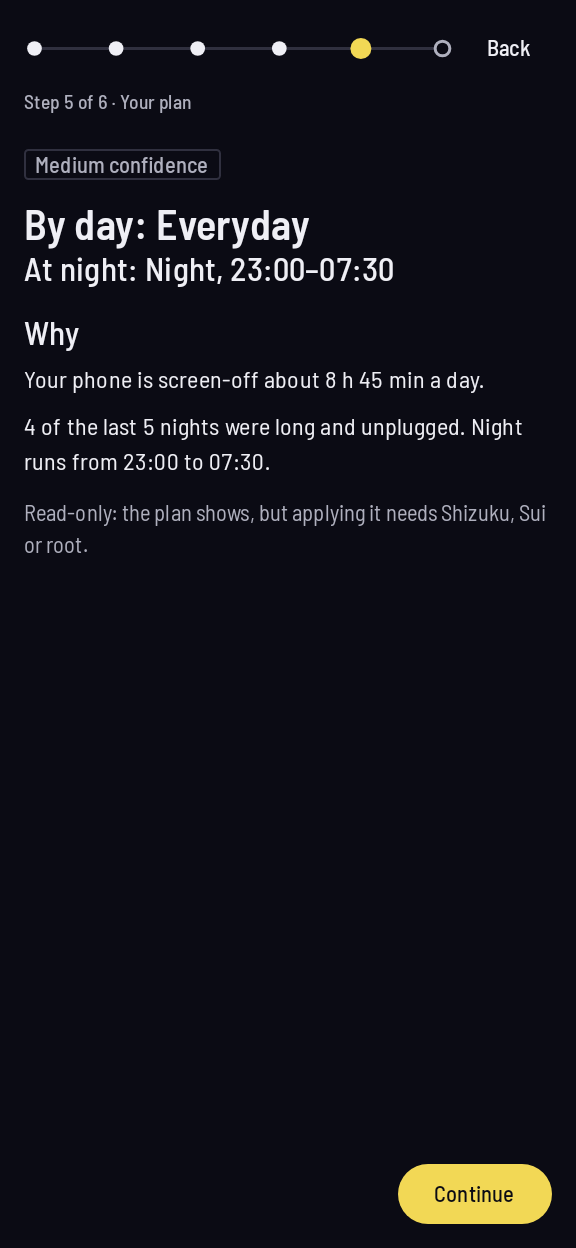 Back
Step 5 of 6 · Your plan
Medium confidence
By day: Everyday
At night: Night, 23:00–07:30
Why
Your phone is screen-off about 8 h 45 min a day.
4 of the last 5 nights were long and unplugged. Night
runs from 23:00 to 07:30.
Read-only: the plan shows, but applying it needs Shizuku, Sui
or root.
Continue